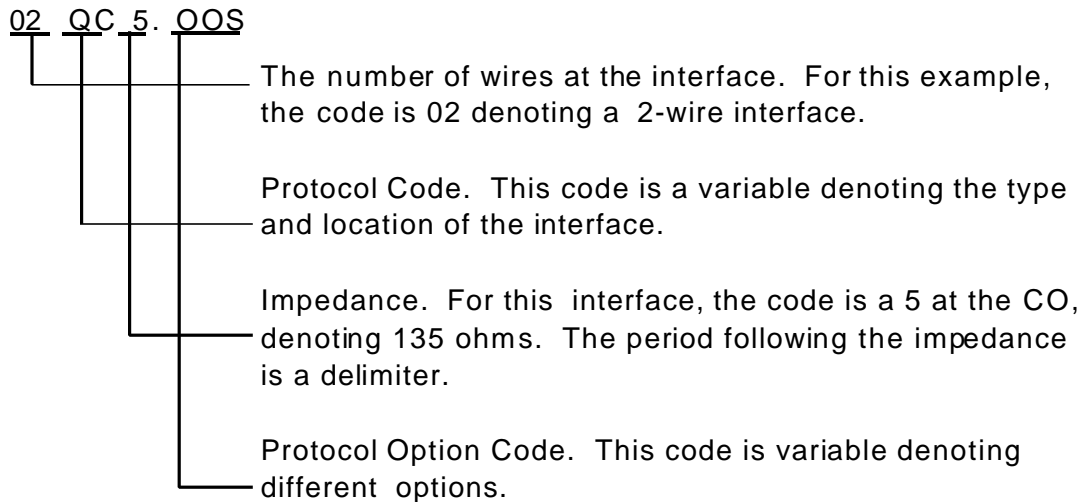 02 QC 5. OOS
The number of wires at the interface. For this example,
the code is 02 denoting a 2-wire interface.
Protocol Code. This code is a variable denoting the type
and location of the interface.
Impedance. For this interface, the code is a 5 at the CO,
denoting 135 ohms. The period following the impedance
is a delimiter.
Protocol Option Code. This code is variable denoting
different options.